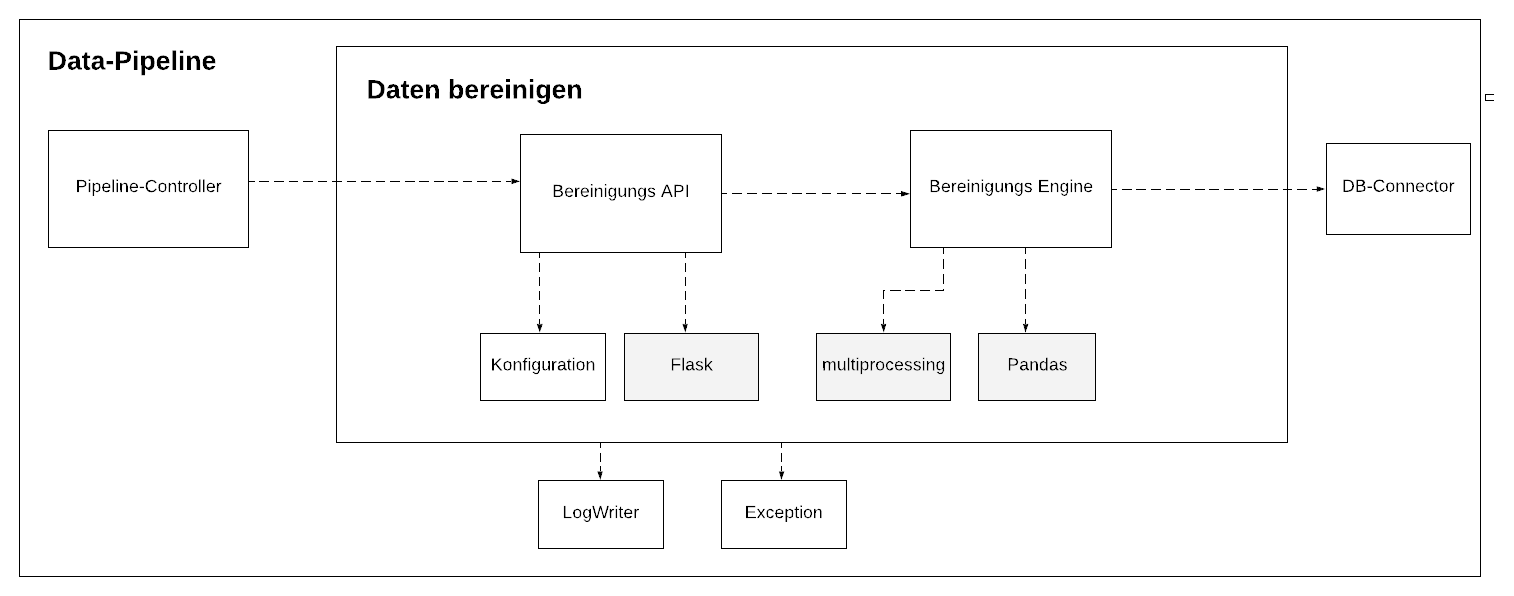 Data-Pipeline
Daten bereinigen
Pipeline-Controller
Bereinigungs API
Bereinigungs Engine
DB-Connector
Konfiguration
Flask
multiprocessing
Pandas
LogWriter
Exception